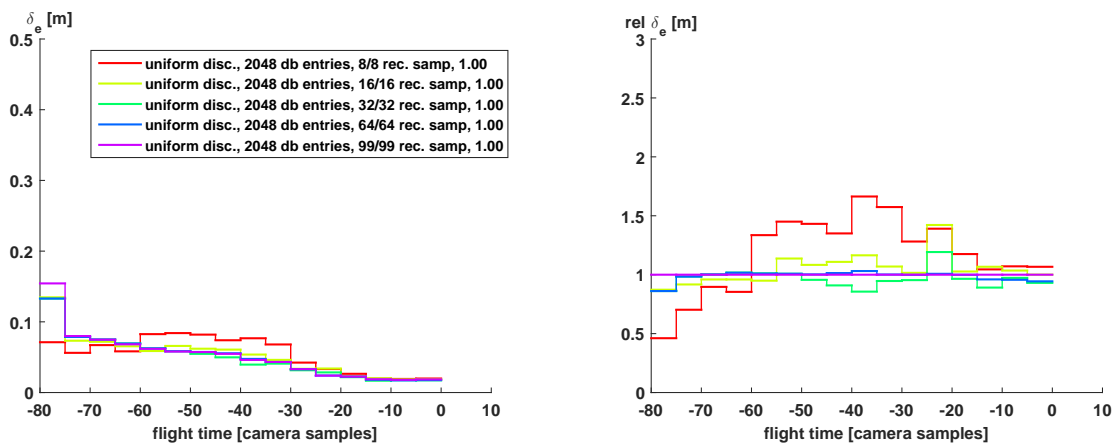 δe [m]
0.5
0.4
0.3
0.2
0.1
0
uniform disc., 2048 db entries, 8/8 rec. samp, 1.00
uniform disc., 2048 db entries, 16/16 rec. samp, 1.00
uniform disc., 2048 db entries, 32/32 rec. samp, 1.00
uniform disc., 2048 db entries, 64/64 rec. samp, 1.00
uniform disc., 2048 db entries, 99/99 rec. samp, 1.00
-80 -70 -60 -50 -40 -30 -20 -10 0 10
flight time [camera samples]
rel δe [m]
3
2.5
2
1.5
1
0.5
0
-80 -70 -60 -50 -40 -30 -20 -10 0 10
flight time [camera samples]